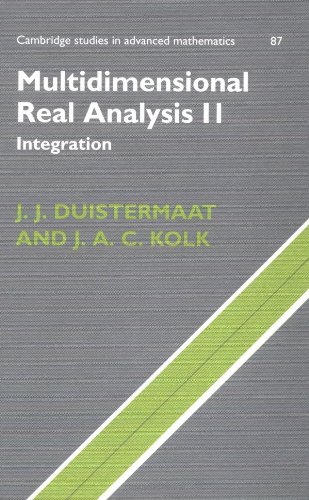 Cambridge studies in advanced mathematics 87
Multidimensional
Real Analysis II
Integration
J. J. DUISTERMAAT
AND J. A. C. KOLK